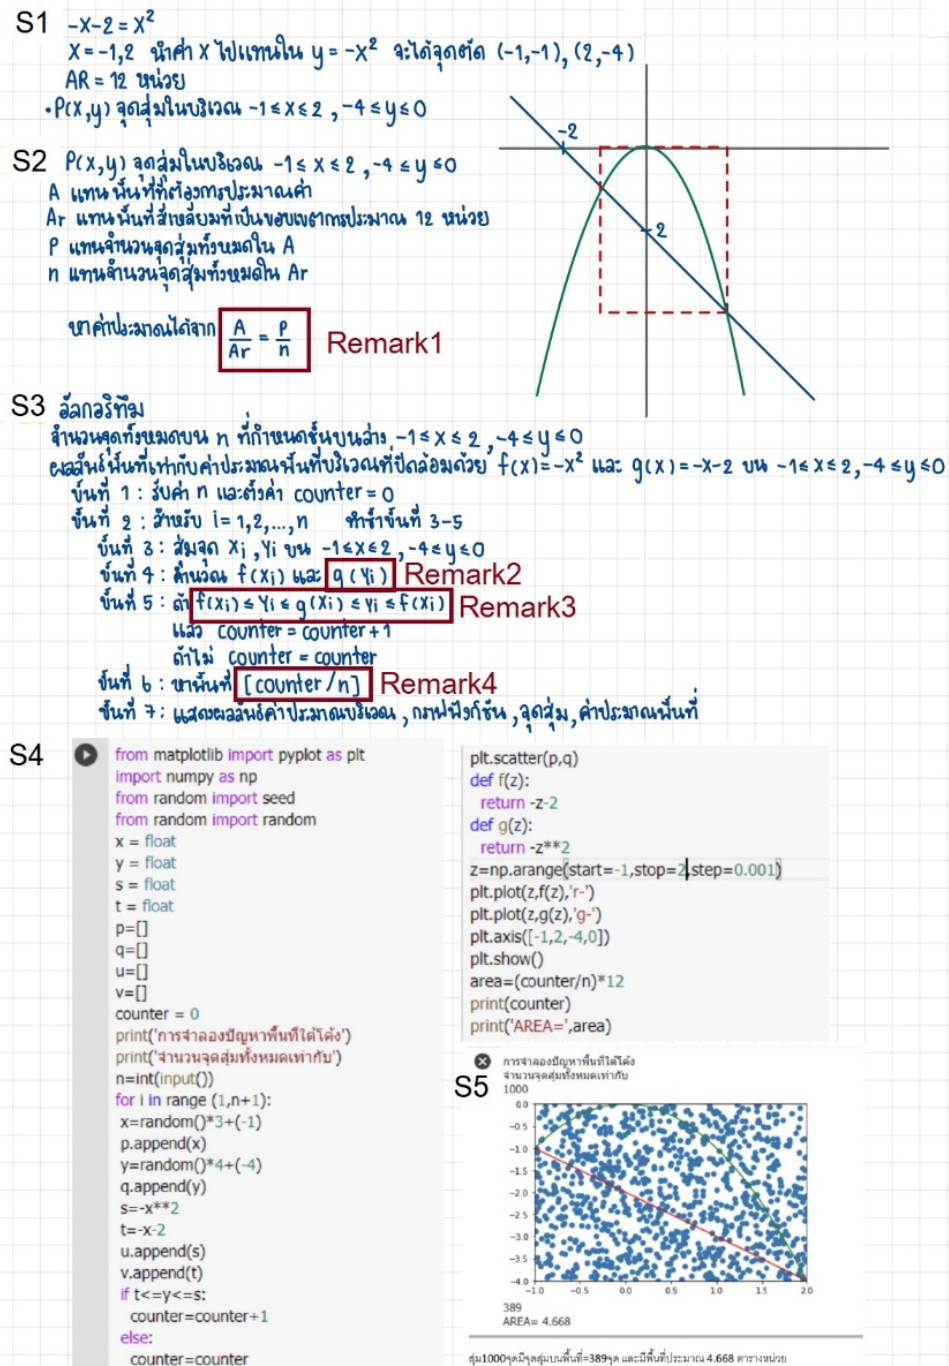 S1 -x-2 = x²
x = -1,2 นำค่า x ไปแทนใน y = -x² จะได้จุดตัด (-1,-1), (2,-4)
AR = 12 หน่วย
• P(x,y) จุดสุ่มในบริเวณ -1 ≤ x ≤ 2 , -4 ≤ y ≤ 0
-2
-2
S2 P(x,y) จุดสุ่มในบริเวณ -1 ≤ x ≤ 2 , -4 ≤ y ≤ 0
A แทน พื้นที่ที่ต้องการประมาณค่า
Ar แทน พื้นที่สี่เหลี่ยมที่เป็นขอบเขตการประมาณ 12 หน่วย
P แทนจำนวนจุดสุ่มทั้งหมดใน A
n แทนจำนวนจุดสุ่มทั้งหมดใน Ar
หาค่าประมาณได้จาก A/Ar = P/n Remark1
S3 อัลกอริทึม
จำนวนจุดทั้งหมดบน n ที่กำหนดขึ้นบนล่าง -1 ≤ x ≤ 2 , -4 ≤ y ≤ 0
ผลลัพธ์พื้นที่เท่ากับค่าประมาณพื้นที่บริเวณที่ปิดล้อมด้วย f(x) = -x² และ g(x) = -x-2 บน -1 ≤ x ≤ 2, -4 ≤ y ≤ 0
ขั้นที่ 1 : รับค่า n และตั้งค่า counter = 0
ขั้นที่ 2 : สำหรับ i = 1,2,...,n ทำซ้ำขั้นที่ 3-5
ขั้นที่ 3 : สุ่มจุด xi , yi บน -1 ≤ x ≤ 2 , -4 ≤ y ≤ 0
ขั้นที่ 4 : คำนวณ f(xi) และ g(yi) Remark2
ขั้นที่ 5 : ถ้า f(xi) ≤ yi ≤ g(xi) ≤ yi ≤ f(xi) Remark3
แล้ว counter = counter + 1
ถ้าไม่ counter = counter
ขั้นที่ 6 : หาพื้นที่ [counter/n] Remark4
ขั้นที่ 7 : แสดงผลลัพธ์ค่าประมาณบริเวณ , กราฟฟังก์ชัน , จุดสุ่ม , ค่าประมาณพื้นที่
S4
from matplotlib import pyplot as plt
import numpy as np
from random import seed
from random import random
x = float
y = float
s = float
t = float
p=[]
q=[]
u=[]
v=[]
counter = 0
print('การจำลองปัญหาพื้นที่ใต้โค้ง')
print('จำนวนจุดสุ่มทั้งหมดเท่ากับ')
n=int(input())
for i in range (1,n+1):
x=random()*3+(-1)
p.append(x)
y=random()*4+(-4)
q.append(y)
s=-x**2
t=-x-2
u.append(s)
v.append(t)
if t<=y<=s:
counter=counter+1
else:
counter=counter
plt.scatter(p,q)
def f(z):
return -z-2
def g(z):
return -z**2
z=np.arange(start=-1,stop=2,step=0.001)
plt.plot(z,f(z),'r-')
plt.plot(z,g(z),'g-')
plt.axis([-1,2,-4,0])
plt.show()
area=(counter/n)*12
print(counter)
print('AREA=',area)
S5
การจำลองปัญหาพื้นที่ใต้โค้ง
จำนวนจุดสุ่มทั้งหมดเท่ากับ
1000
0.0
-0.5
-1.0
-1.5
-2.0
-2.5
-3.0
-3.5
-4.0
-1.0 -0.5 0.0 0.5 1.0 1.5 2.0
389
AREA= 4.668
สุ่ม1000จุดมีจุดสุ่มบนพื้นที่=389จุด และมีพื้นที่ประมาณ 4.668 ตารางหน่วย